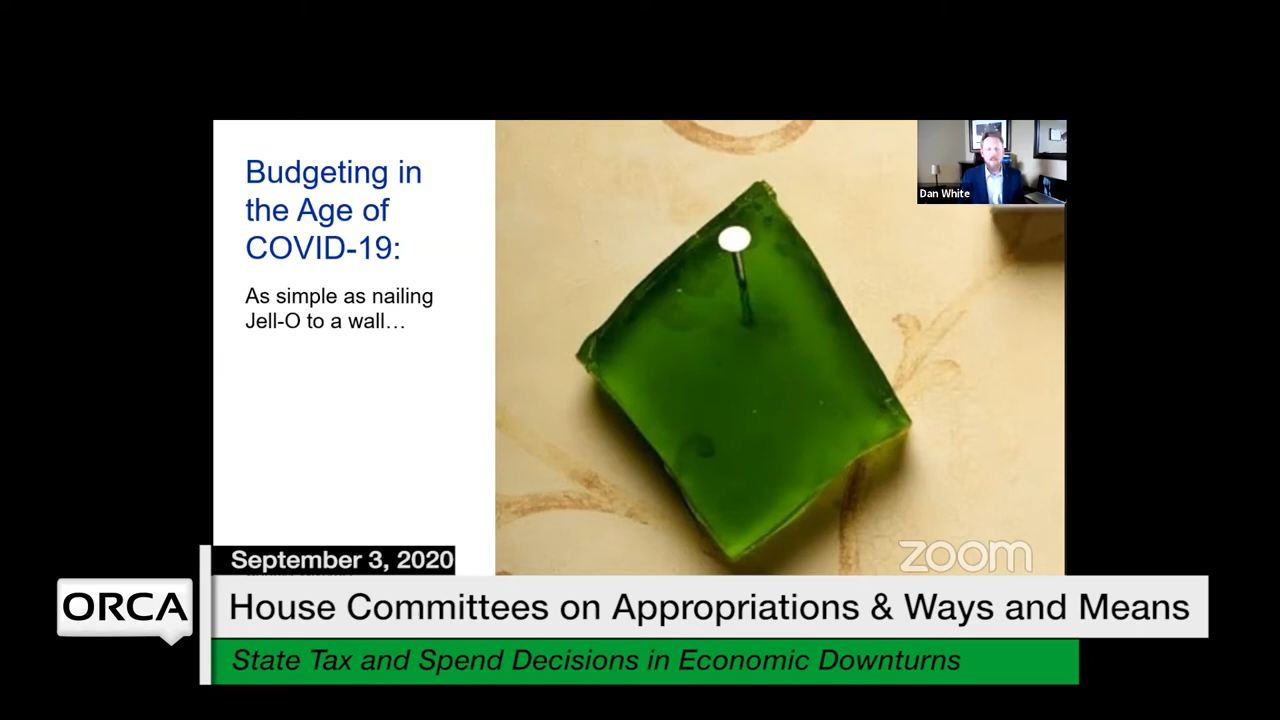 Budgeting in
the Age of
COVID-19:
As simple as nailing
Jell-O to a wall…
Dan White
zoom
September 3, 2020
ORCA
House Committees on Appropriations & Ways and Means
State Tax and Spend Decisions in Economic Downturns